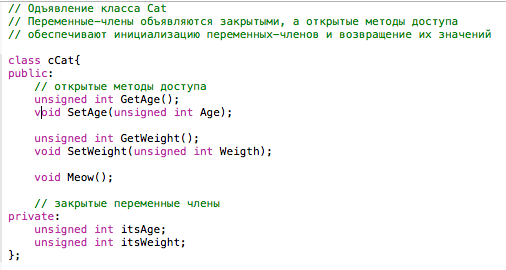 // Одъявление класса Cat
// Переменные-члены объявляются закрытыми, а открытые методы доступа
// обеспечивают инициализацию переменных-членов и возвращение их значений
class cCat{
public:
// открытые методы доступа
unsigned int GetAge();
void SetAge(unsigned int Age);
unsigned int GetWeight();
void SetWeight(unsigned int Weigth);
void Meow();
// закрытые переменные члены
private:
unsigned int itsAge;
unsigned int itsWeight;
};